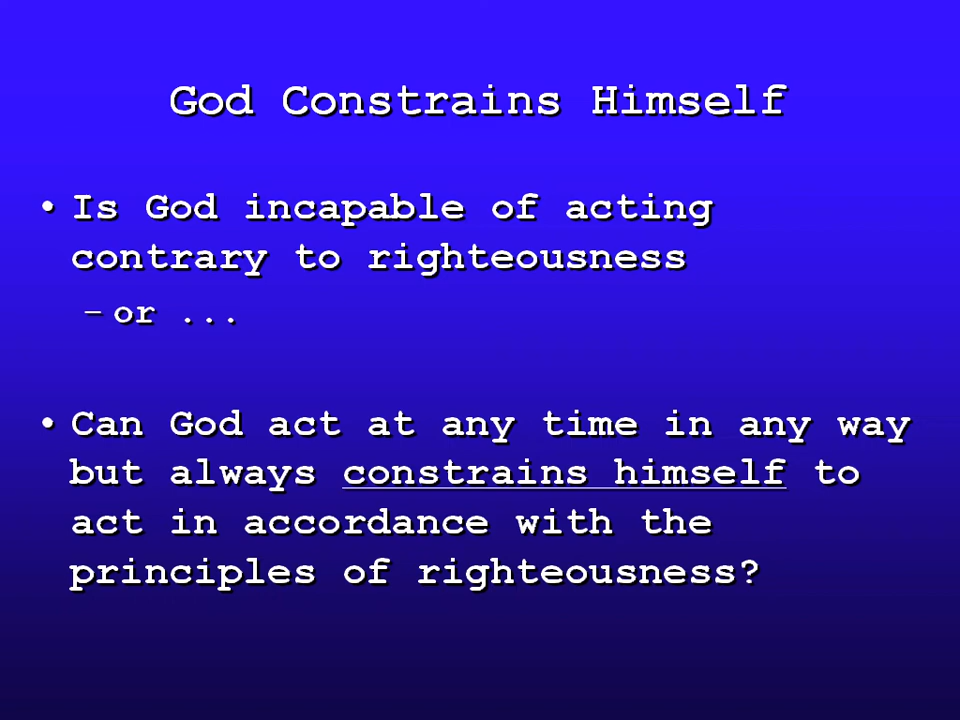 God Constrains Himself
• Is God incapable of acting
contrary to righteousness
– or ...
• Can God act at any time in any way
but always constrains himself to
act in accordance with the
principles of righteousness?